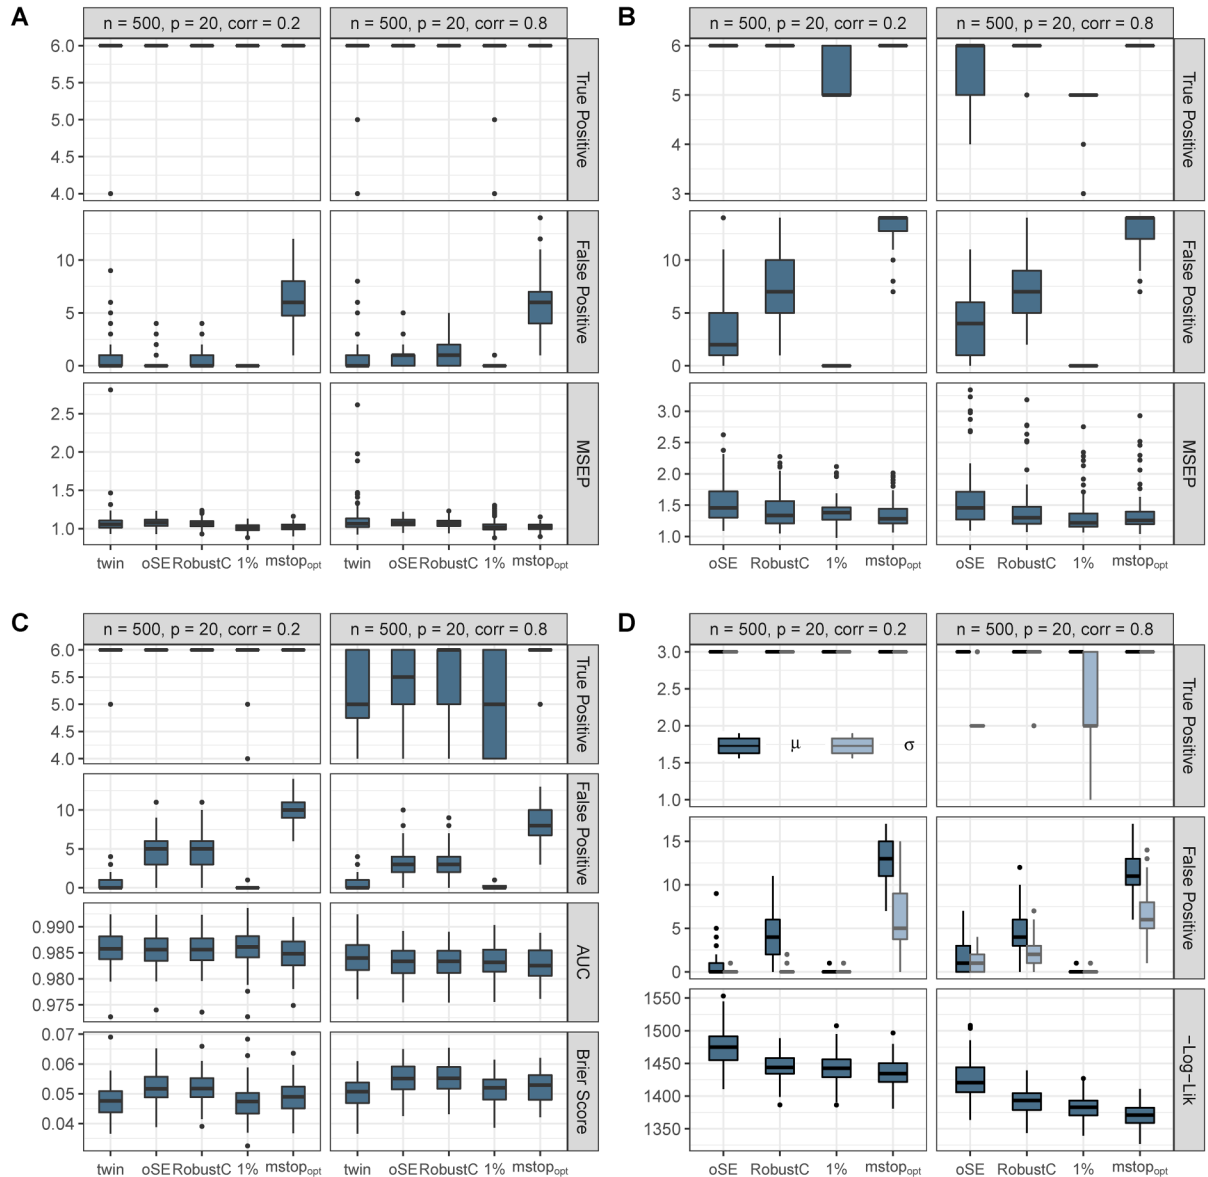 A
n = 500, p = 20, corr = 0.2
n = 500, p = 20, corr = 0.8
6.0
5.5
5.0
4.5
4.0
True Positive
10
5
0
False Positive
2.5
2.0
1.5
1.0
MSEP
twin oSE RobustC 1% mstopopt
twin oSE RobustC 1% mstopopt
B
n = 500, p = 20, corr = 0.2
n = 500, p = 20, corr = 0.8
6
5
4
3
True Positive
10
5
0
False Positive
3.0
2.5
2.0
1.5
1.0
MSEP
oSE RobustC 1% mstopopt
oSE RobustC 1% mstopopt
C
n = 500, p = 20, corr = 0.2
n = 500, p = 20, corr = 0.8
6.0
5.5
5.0
4.5
4.0
True Positive
10
5
0
False Positive
0.990
0.985
0.980
0.975
AUC
0.07
0.06
0.05
0.04
Brier Score
twin oSE RobustC 1% mstopopt
twin oSE RobustC 1% mstopopt
D
n = 500, p = 20, corr = 0.2
n = 500, p = 20, corr = 0.8
3.0
2.5
2.0
1.5
1.0
μ σ
True Positive
15
10
5
0
False Positive
1550
1500
1450
1400
1350
-Log-Lik
oSE RobustC 1% mstopopt
oSE RobustC 1% mstopopt